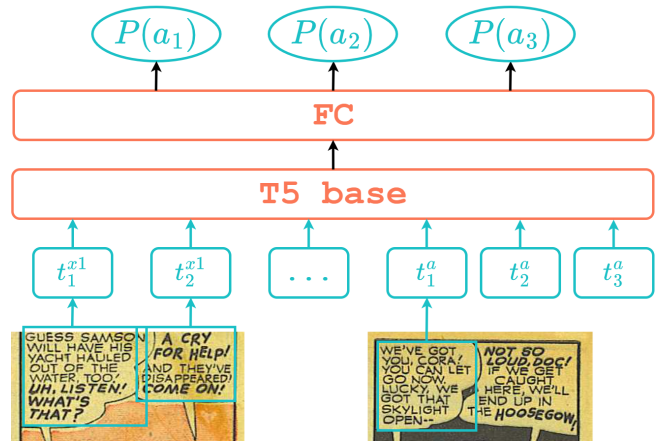 P(a₁) P(a₂) P(a₃)
FC
T5 base
t₁ˣ¹ t₂ˣ¹ ... t₁ᵃ t₂ᵃ t₃ᵃ
GUESS SAMSON
WILL HAVE HIS
YACHT HAULED
OUT OF THE
WATER, TOO.
UH, LISTEN!
WHAT'S
THAT?
A CRY
FOR HELP!
AND THEY'VE
DISAPPEARED!
COME ON!
WE'VE GOT
YOU, CORA!
YOU CAN LET
GO NOW.
LUCKY, WE
GOT THAT
SKYLIGHT
OPEN--
NOT SO
LOUD, DOC!
IF WE GET
CAUGHT
HERE, WE'LL
END UP IN
THE HOOSEGOW!